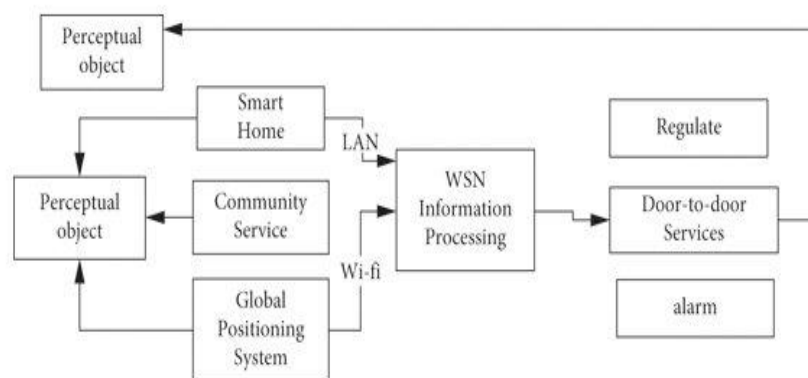 Perceptual
object
Smart
Home
LAN
Regulate
WSN
Information
Processing
Perceptual
object
Community
Service
Door-to-door
Services
Wi-fi
Global
Positioning
System
alarm